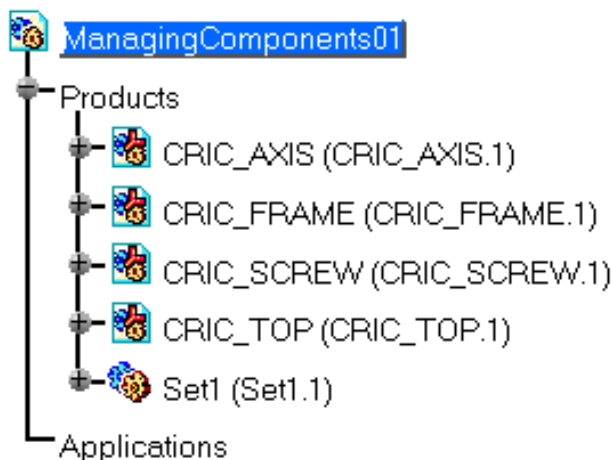 ManagingComponents01
Products
CRIC_AXIS (CRIC_AXIS.1)
CRIC_FRAME (CRIC_FRAME.1)
CRIC_SCREW (CRIC_SCREW.1)
CRIC_TOP (CRIC_TOP.1)
Set1 (Set1.1)
Applications